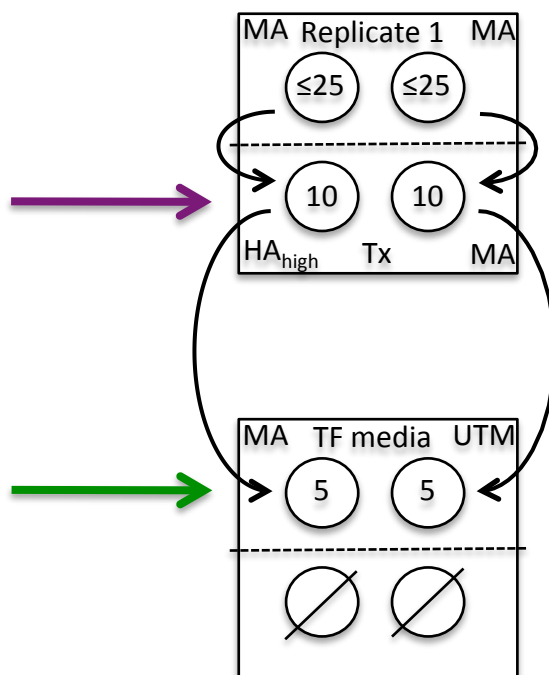 MA Replicate 1 MA
≤25 ≤25
10 10
HAhigh Tx MA
MA TF media UTM
5 5